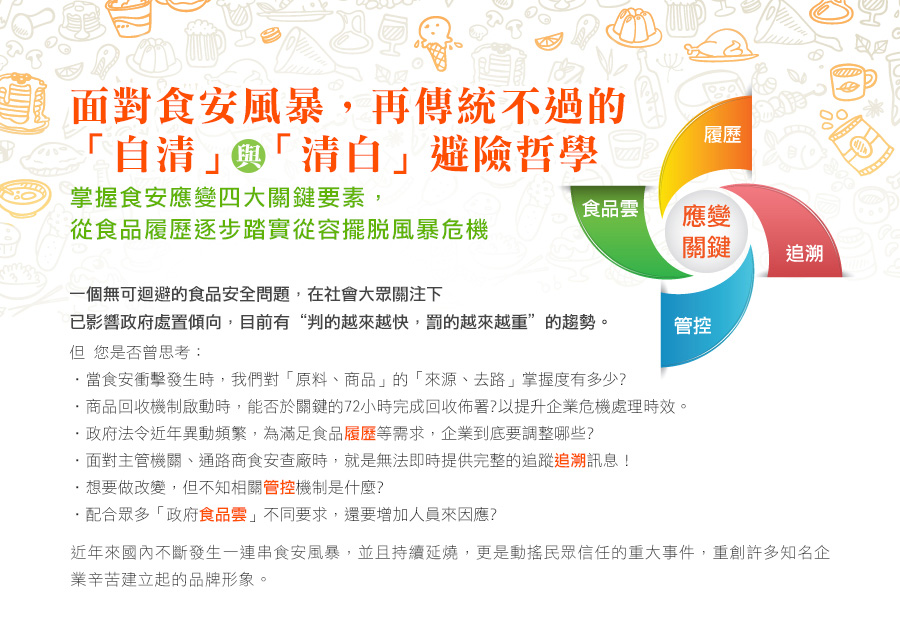 面對食安風暴，再傳統不過的
「自清」與「清白」避險哲學
掌握食安應變四大關鍵要素，
從食品履歷逐步踏實從容擺脫風暴危機
履歷
食品雲
應變
關鍵
追溯
管控
一個無可迴避的食品安全問題，在社會大眾關注下
已影響政府處置傾向，目前有“判的越來越快，罰的越來越重”的趨勢。
但 您是否曾思考：
・當食安衝擊發生時，我們對「原料、商品」的「來源、去路」掌握度有多少?
・商品回收機制啟動時，能否於關鍵的72小時完成回收佈署?以提升企業危機處理時效。
・政府法令近年異動頻繁，為滿足食品履歷等需求，企業到底要調整哪些?
・面對主管機關、通路商食安查廠時，就是無法即時提供完整的追蹤追溯訊息！
・想要做改變，但不知相關管控機制是什麼?
・配合眾多「政府食品雲」不同要求，還要增加人員來因應?
近年來國內不斷發生一連串食安風暴，並且持續延燒，更是動搖民眾信任的重大事件，重創許多知名企
業辛苦建立起的品牌形象。